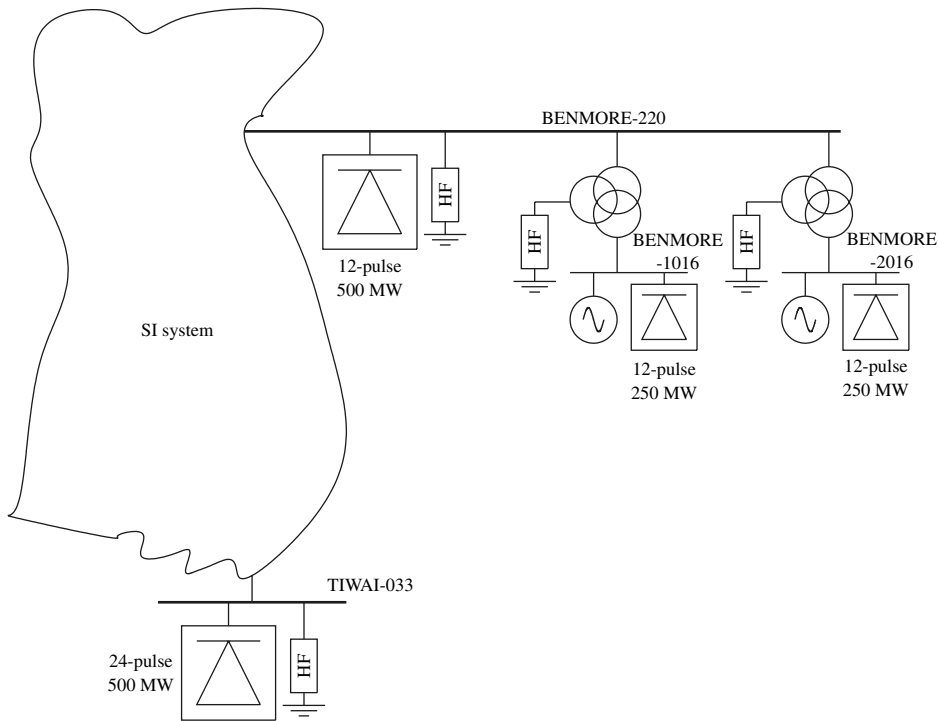 BENMORE-220
HF
12-pulse
500 MW
HF
BENMORE
-1016
12-pulse
250 MW
HF
BENMORE
-2016
12-pulse
250 MW
SI system
TIWAI-033
24-pulse
500 MW
HF